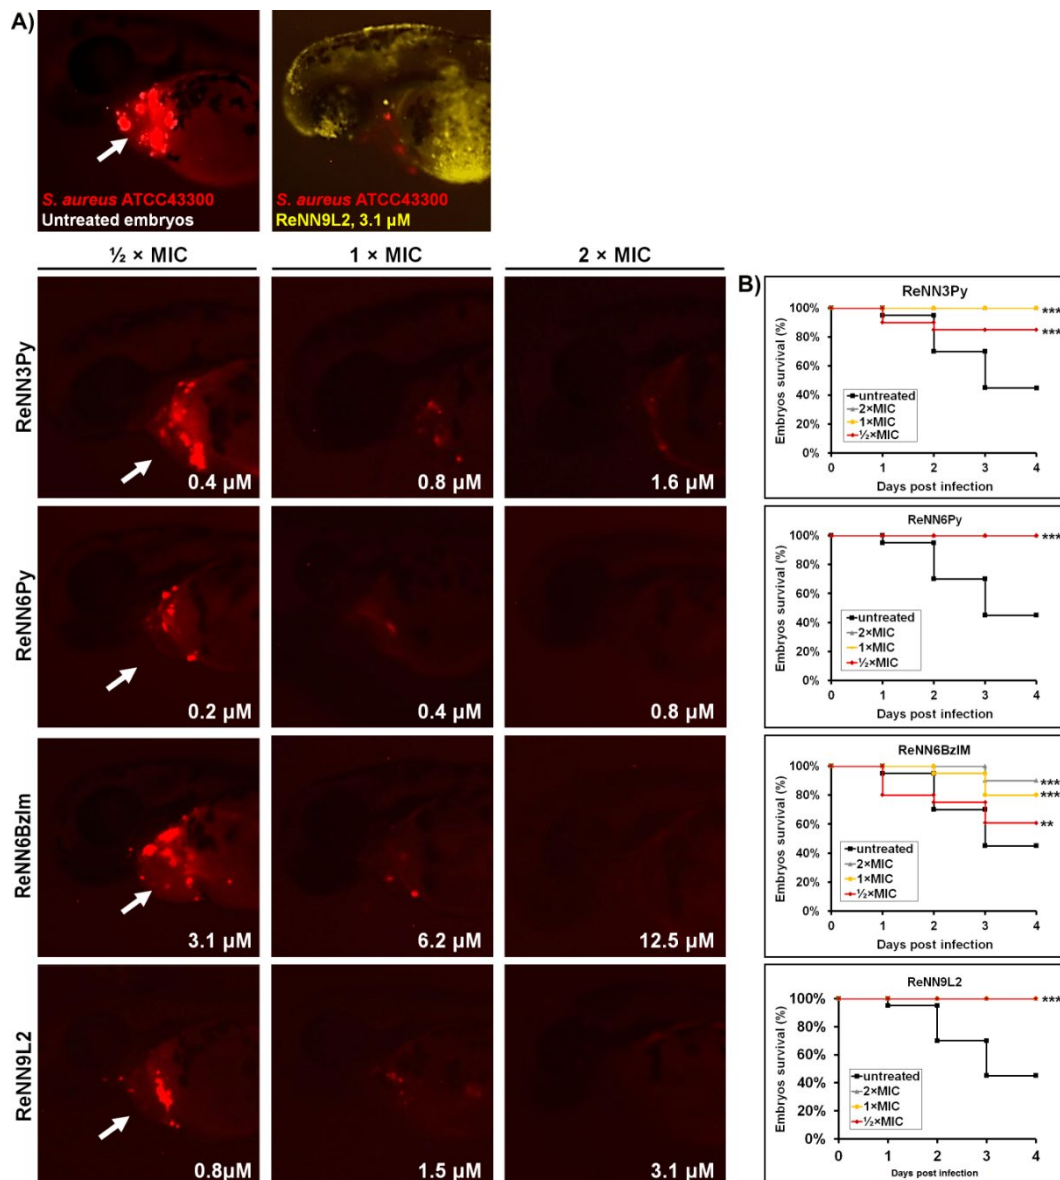 A)
S. aureus ATCC43300
Untreated embryos
S. aureus ATCC43300
ReNN9L2, 3.1 µM
½ × MIC
1 × MIC
2 × MIC
ReNN3Py
0.4 µM
0.8 µM
1.6 µM
ReNN6Py
0.2 µM
0.4 µM
0.8 µM
ReNN6BzIm
3.1 µM
6.2 µM
12.5 µM
ReNN9L2
0.8µM
1.5 µM
3.1 µM
B)
ReNN3Py
Embryos survival (%)
100%
80%
60%
40%
20%
0%
untreated
2×MIC
1×MIC
½×MIC
***
***
0 1 2 3 4
Days post infection
ReNN6Py
Embryos survival (%)
100%
80%
60%
40%
20%
0%
untreated
2×MIC
1×MIC
½×MIC
***
0 1 2 3 4
Days post infection
ReNN6BzIM
Embryos survival (%)
100%
80%
60%
40%
20%
0%
untreated
2×MIC
1×MIC
½×MIC
***
***
**
0 1 2 3 4
Days post infection
ReNN9L2
Embryos survival (%)
100%
80%
60%
40%
20%
0%
untreated
2×MIC
1×MIC
½×MIC
***
0 1 2 3 4
Days post infection